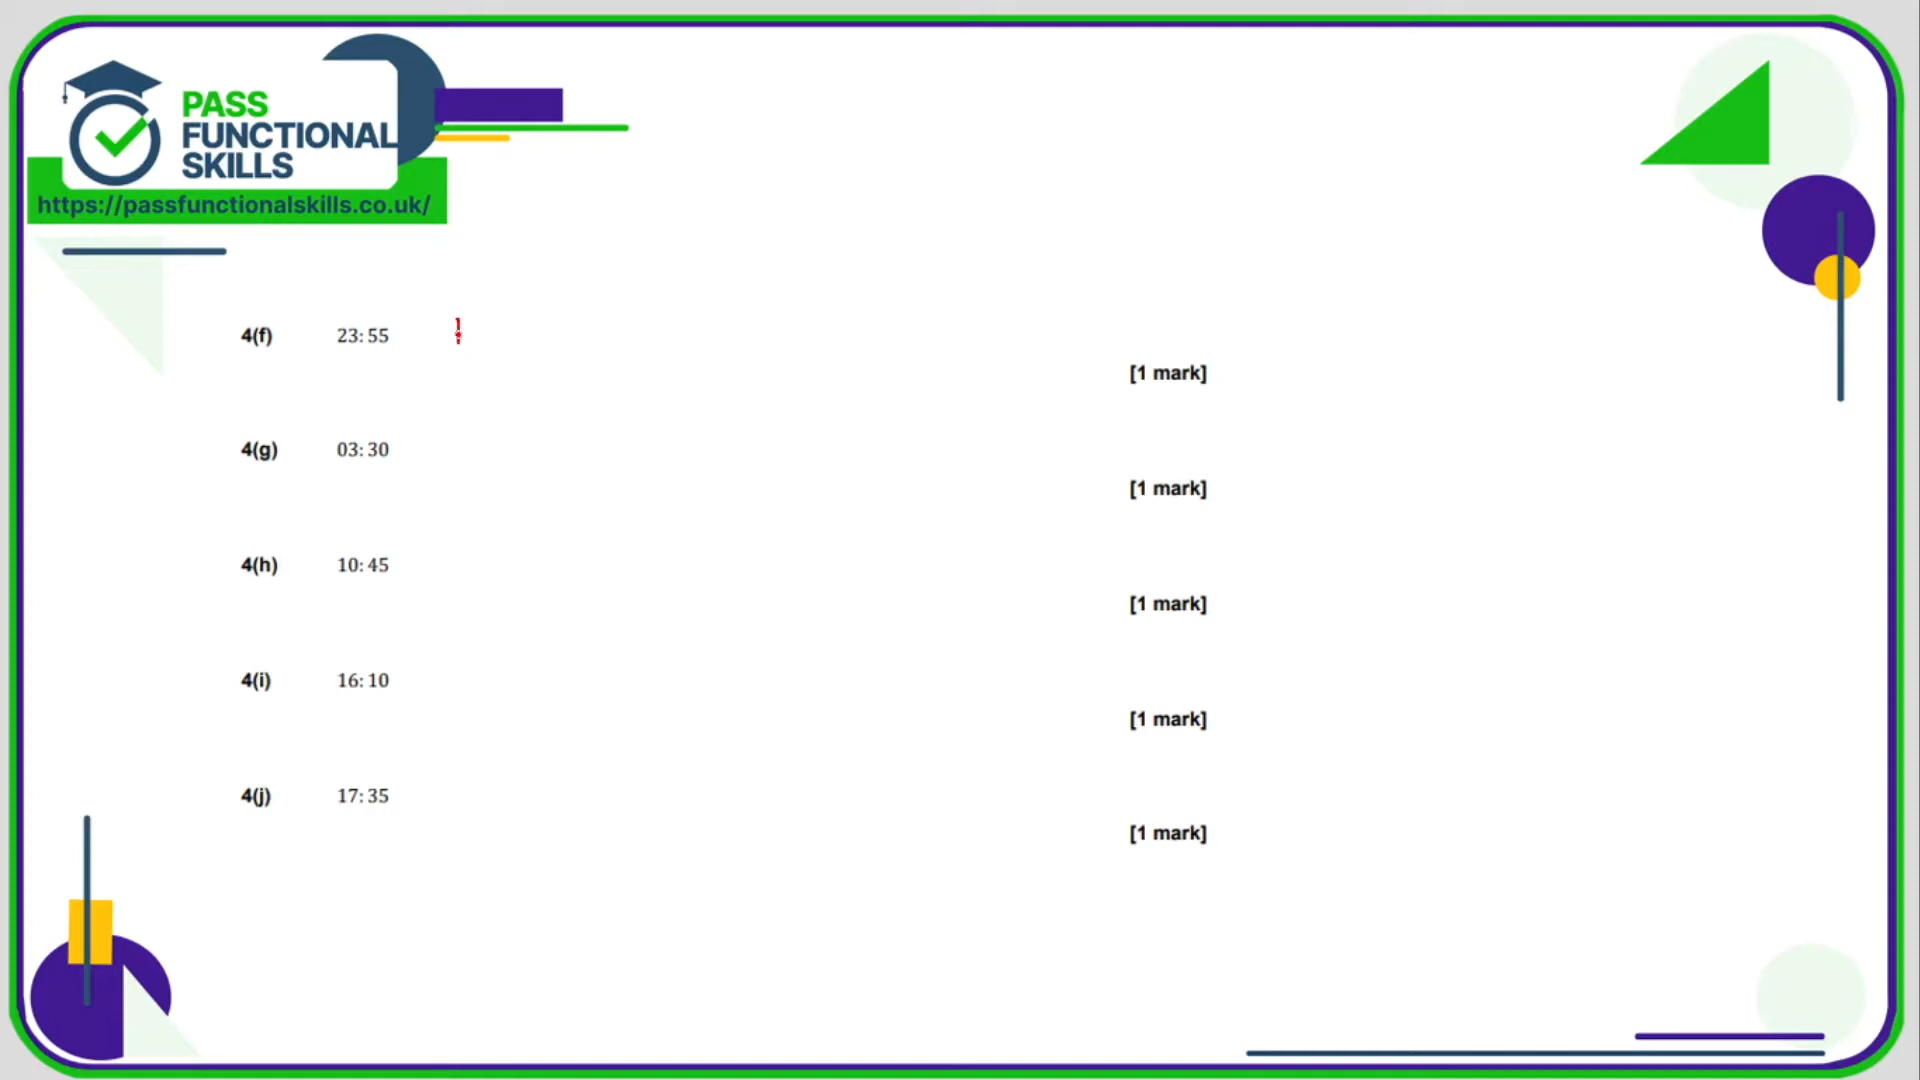 PASS
FUNCTIONAL
SKILLS
https://passfunctionalskills.co.uk/
4(f) 23:55
[1 mark]
4(g) 03:30
[1 mark]
4(h) 10:45
[1 mark]
4(i) 16:10
[1 mark]
4(j) 17:35
[1 mark]